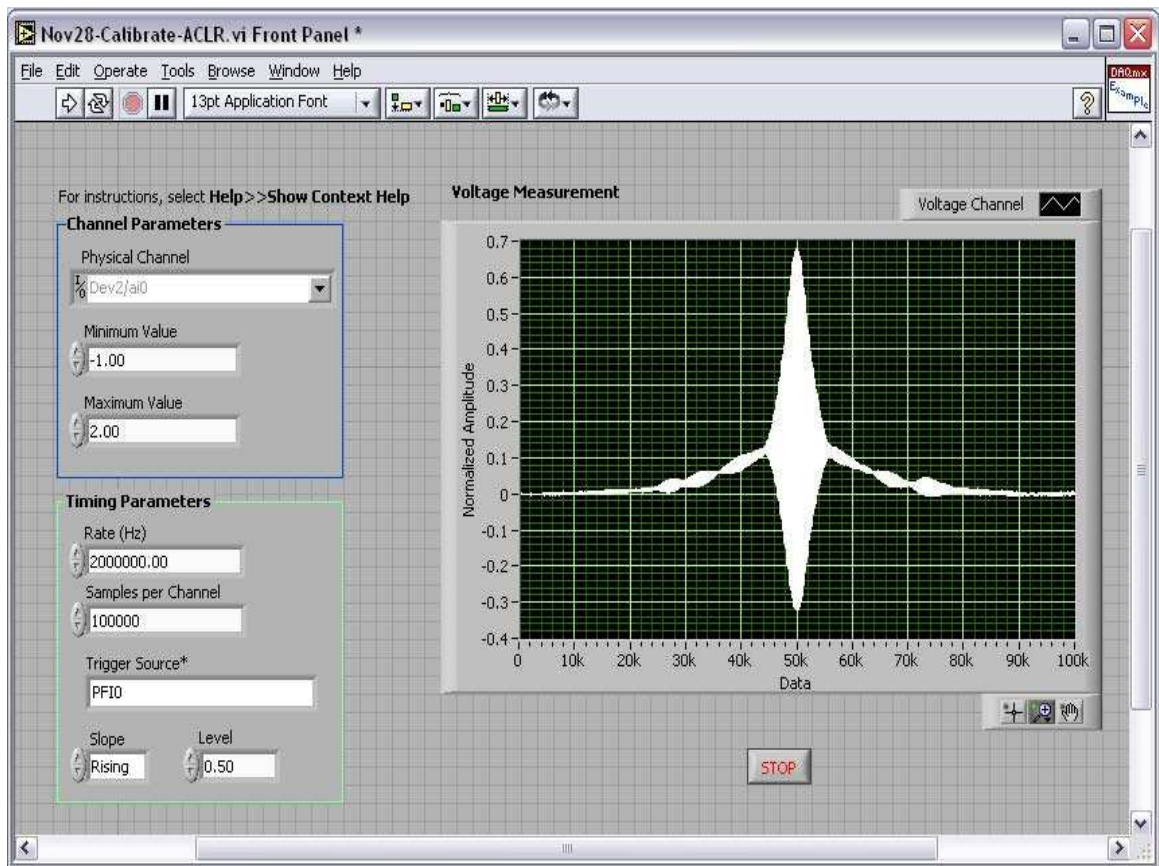 Nov28-Calibrate-ACLR.vi Front Panel *
File Edit Operate Tools Browse Window Help
13pt Application Font
?
DAQmx
Example
For instructions, select Help>>Show Context Help
Channel Parameters
Physical Channel
I/O Dev2/ai0
Minimum Value
-1.00
Maximum Value
2.00
Timing Parameters
Rate (Hz)
2000000.00
Samples per Channel
100000
Trigger Source*
PFI0
Slope Level
Rising 0.50
Voltage Measurement
Voltage Channel
Normalized Amplitude
0.7
0.6
0.5
0.4
0.3
0.2
0.1
0
-0.1
-0.2
-0.3
-0.4
0 10k 20k 30k 40k 50k 60k 70k 80k 90k 100k
Data
STOP